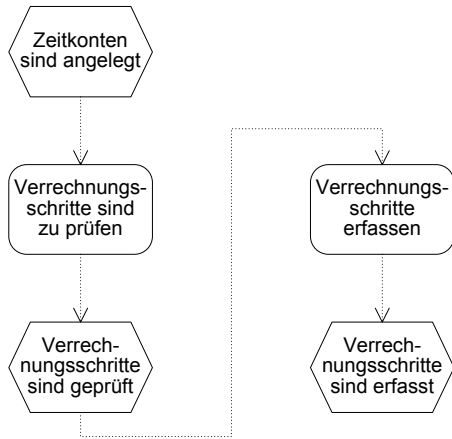 Zeitkonten
sind angelegt
Verrechnungs-
schritte sind
zu prüfen
Verrech-
nungsschritte
sind geprüft
Verrechnungs-
schritte
erfassen
Verrech-
nungsschritte
sind erfasst